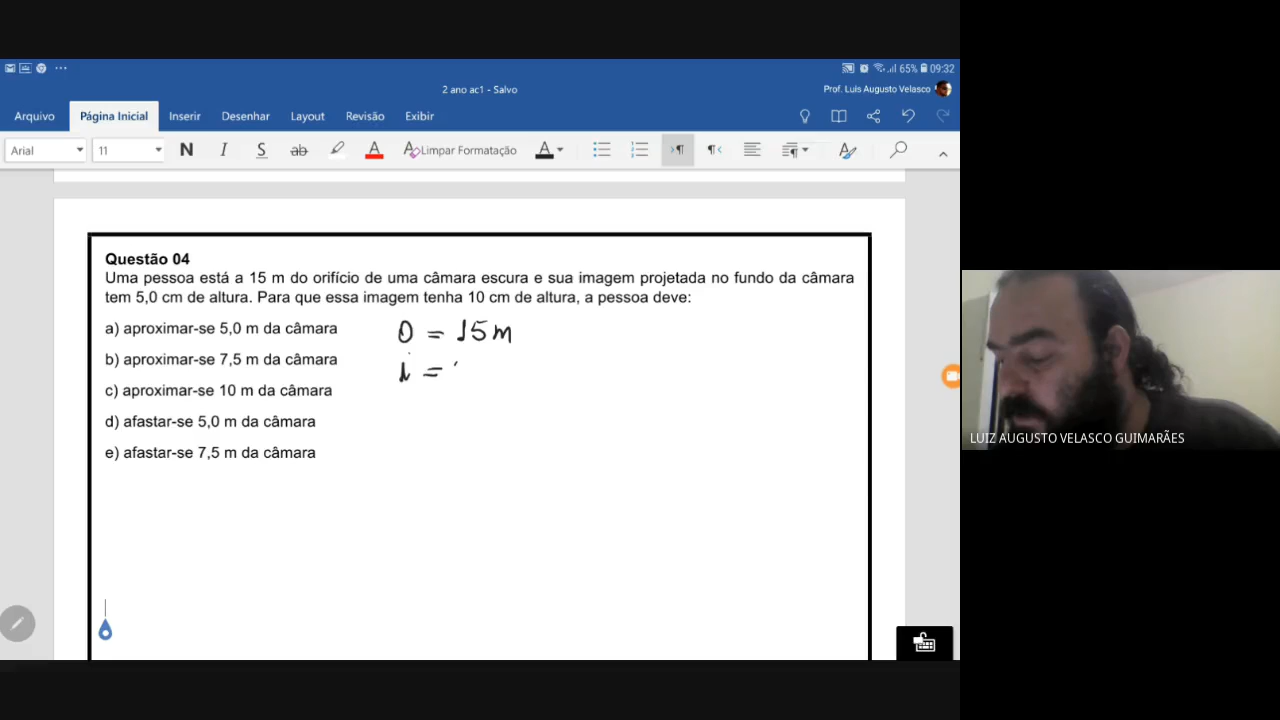 65% 09:32
2 ano ac1 - Salvo
Prof. Luis Augusto Velasco
Arquivo Página Inicial Inserir Desenhar Layout Revisão Exibir
Arial 11 N I S ab A Limpar Formatação A
Questão 04
Uma pessoa está a 15 m do orifício de uma câmara escura e sua imagem projetada no fundo da câmara
tem 5,0 cm de altura. Para que essa imagem tenha 10 cm de altura, a pessoa deve:
a) aproximar-se 5,0 m da câmara
b) aproximar-se 7,5 m da câmara
c) aproximar-se 10 m da câmara
d) afastar-se 5,0 m da câmara
e) afastar-se 7,5 m da câmara
O = 15 m
i =
LUIZ AUGUSTO VELASCO GUIMARÃES